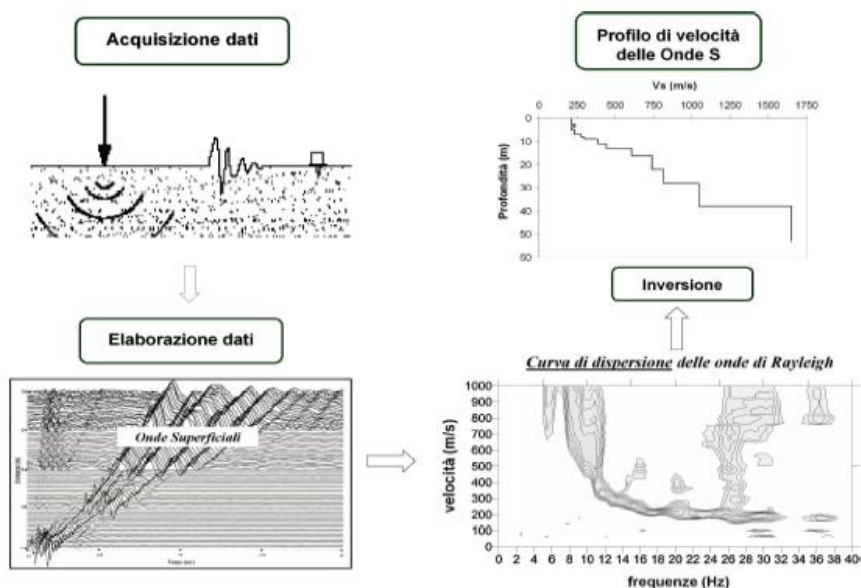 Acquisizione dati
Profilo di velocità
delle Onde S
Vs (m/s)
0 250 500 750 1000 1250 1500 1750
0
10
20
30
40
50
60
Profondità (m)
Inversione
Elaborazione dati
Curva di dispersione delle onde di Rayleigh
Onde Superficiali
1000
900
800
700
600
500
400
300
200
100
0
velocità (m/s)
0 2 4 6 8 10 12 14 16 18 20 22 24 26 28 30 32 34 36 38 40
frequenze (Hz)